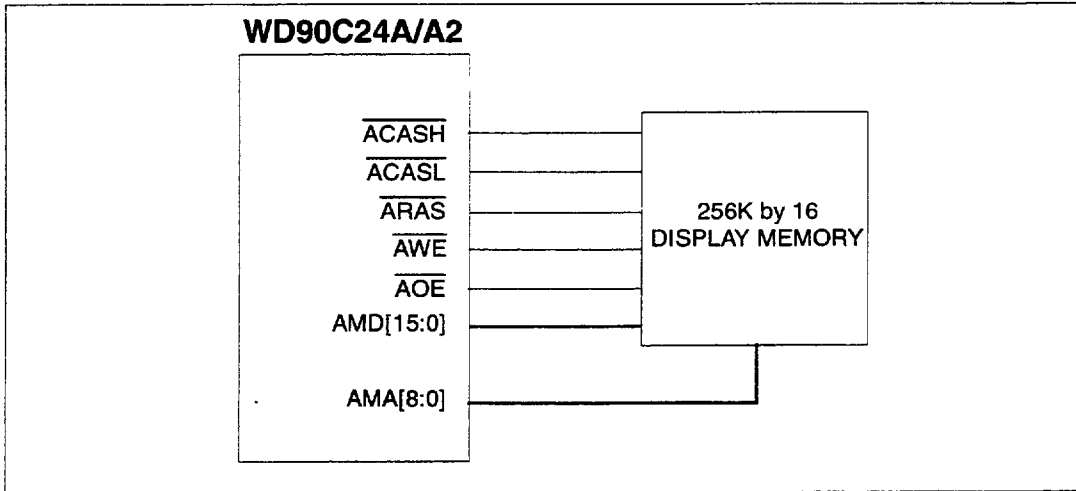 WD90C24A/A2
ACASH
ACASL
ARAS
AWE
AOE
AMD[15:0]
AMA[8:0]
256K by 16
DISPLAY MEMORY